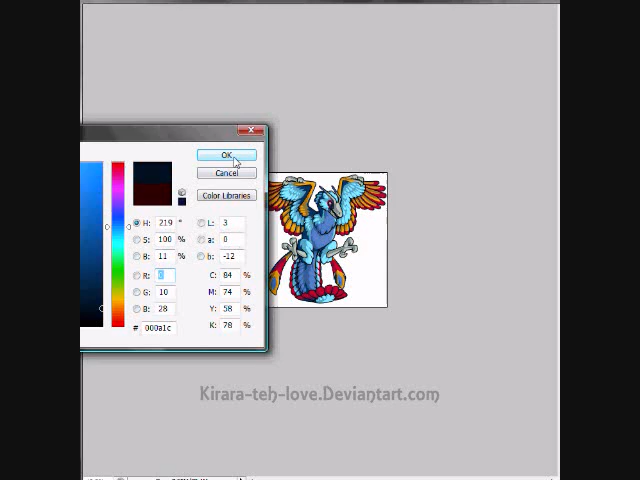 OK
Cancel
Color Libraries
H: 219 °
L: 3
S: 100 %
a: 0
B: 11 %
b: -12
R: 0
C: 84 %
G: 10
M: 74 %
B: 28
Y: 58 %
# 000a1c
K: 78 %
Kirara-teh-love.Deviantart.com